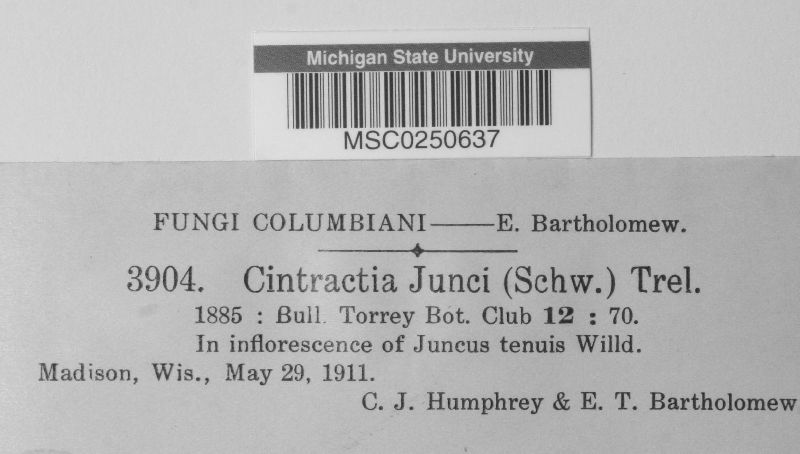 Michigan State University
MSC0250637
FUNGI COLUMBIANI——E. Bartholomew.
3904. Cintractia Junci (Schw.) Trel.
1885 : Bull. Torrey Bot. Club 12 : 70.
In inflorescence of Juncus tenuis Willd.
Madison, Wis., May 29, 1911.
C. J. Humphrey & E. T. Bartholomew